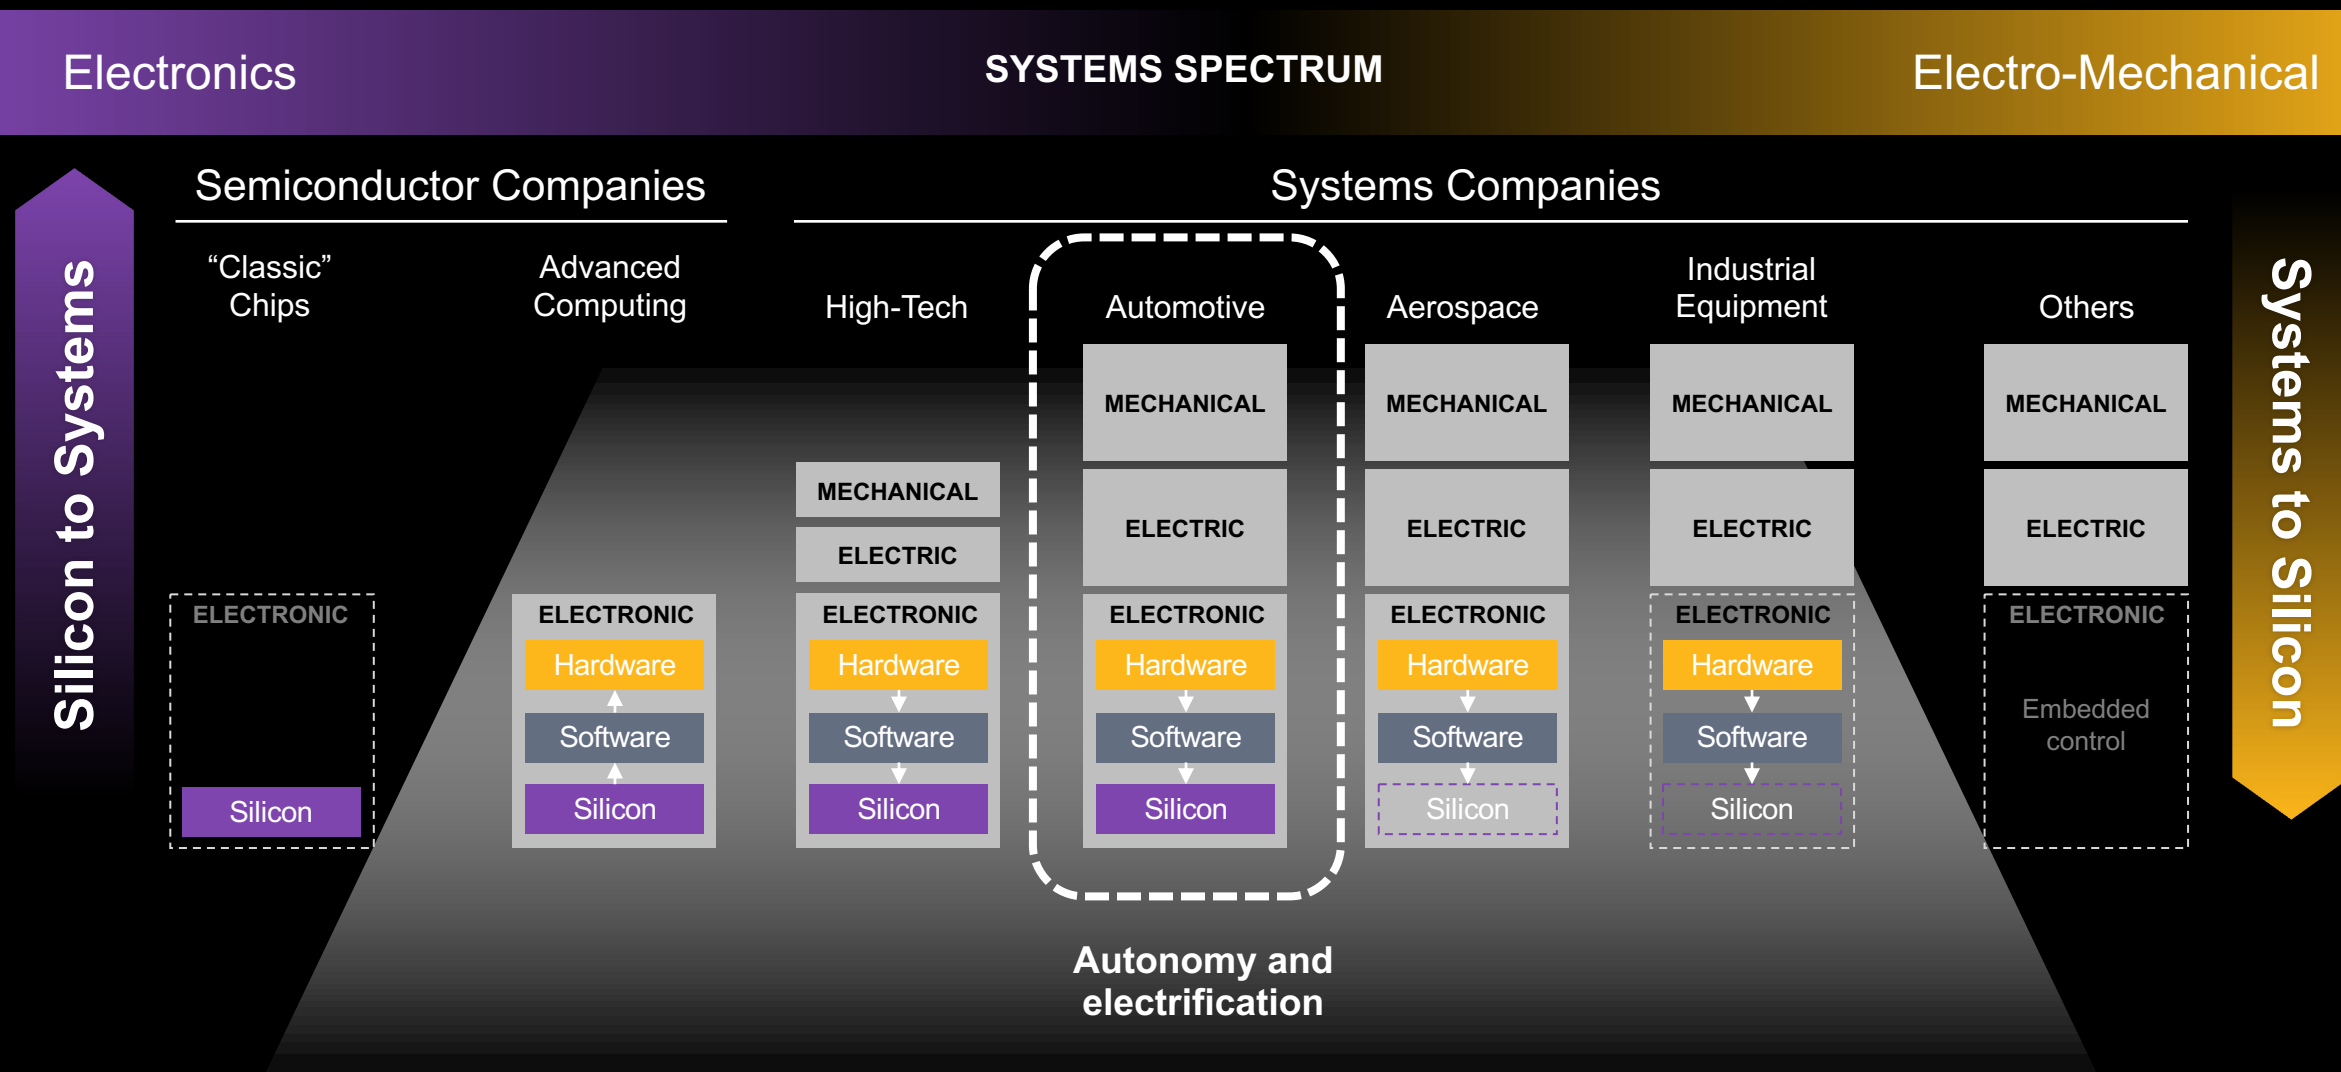 Electronics
SYSTEMS SPECTRUM
Electro-Mechanical
Silicon to Systems
Semiconductor Companies
Systems Companies
“Classic”
Chips
ELECTRONIC
Silicon
Advanced
Computing
ELECTRONIC
Hardware
Software
Silicon
High-Tech
MECHANICAL
ELECTRIC
ELECTRONIC
Hardware
Software
Silicon
Automotive
MECHANICAL
ELECTRIC
ELECTRONIC
Hardware
Software
Silicon
Autonomy and
electrification
Aerospace
MECHANICAL
ELECTRIC
ELECTRONIC
Hardware
Software
Silicon
Industrial
Equipment
MECHANICAL
ELECTRIC
ELECTRONIC
Hardware
Software
Silicon
Others
MECHANICAL
ELECTRIC
ELECTRONIC
Embedded
control
Systems to Silicon